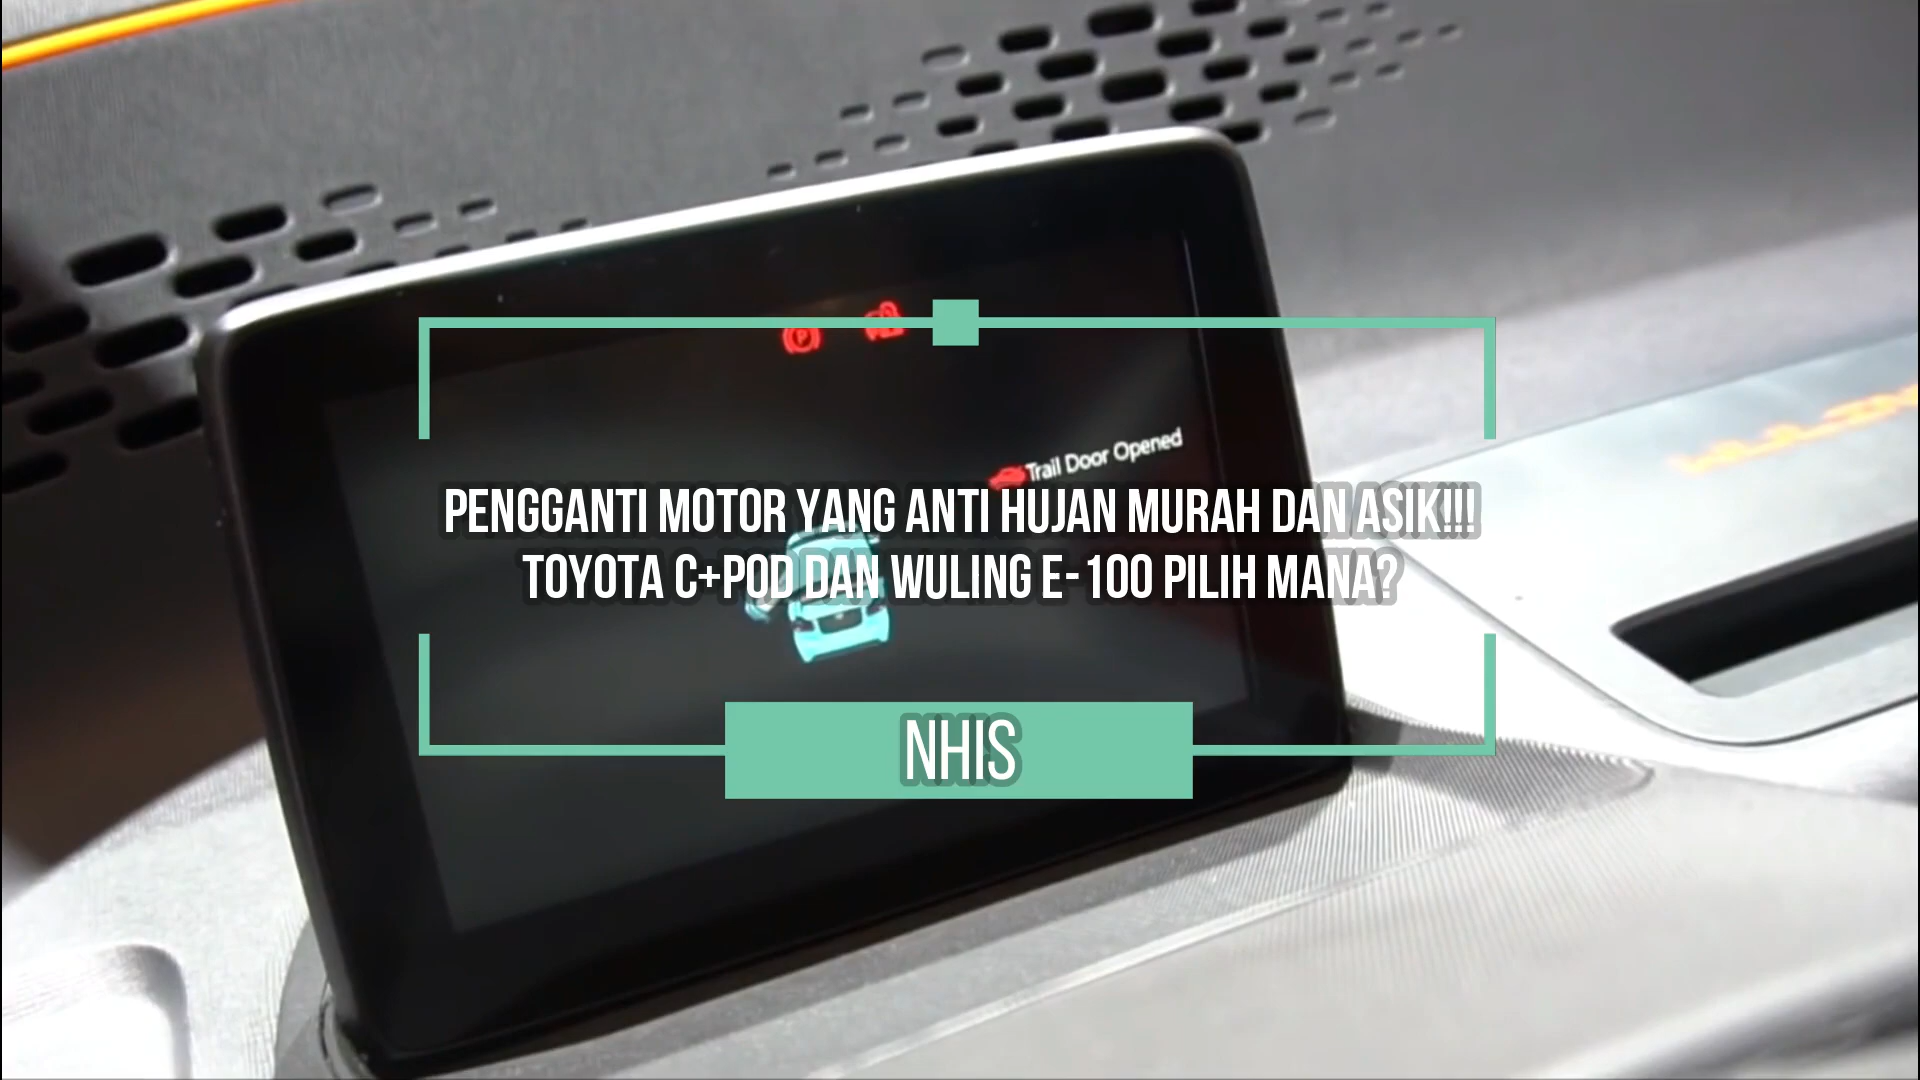 Trail Door Opened
PENGGANTI MOTOR YANG ANTI HUJAN MURAH DAN ASIK!!!
TOYOTA C+POD DAN WULING E-100 PILIH MANA?
NHIS